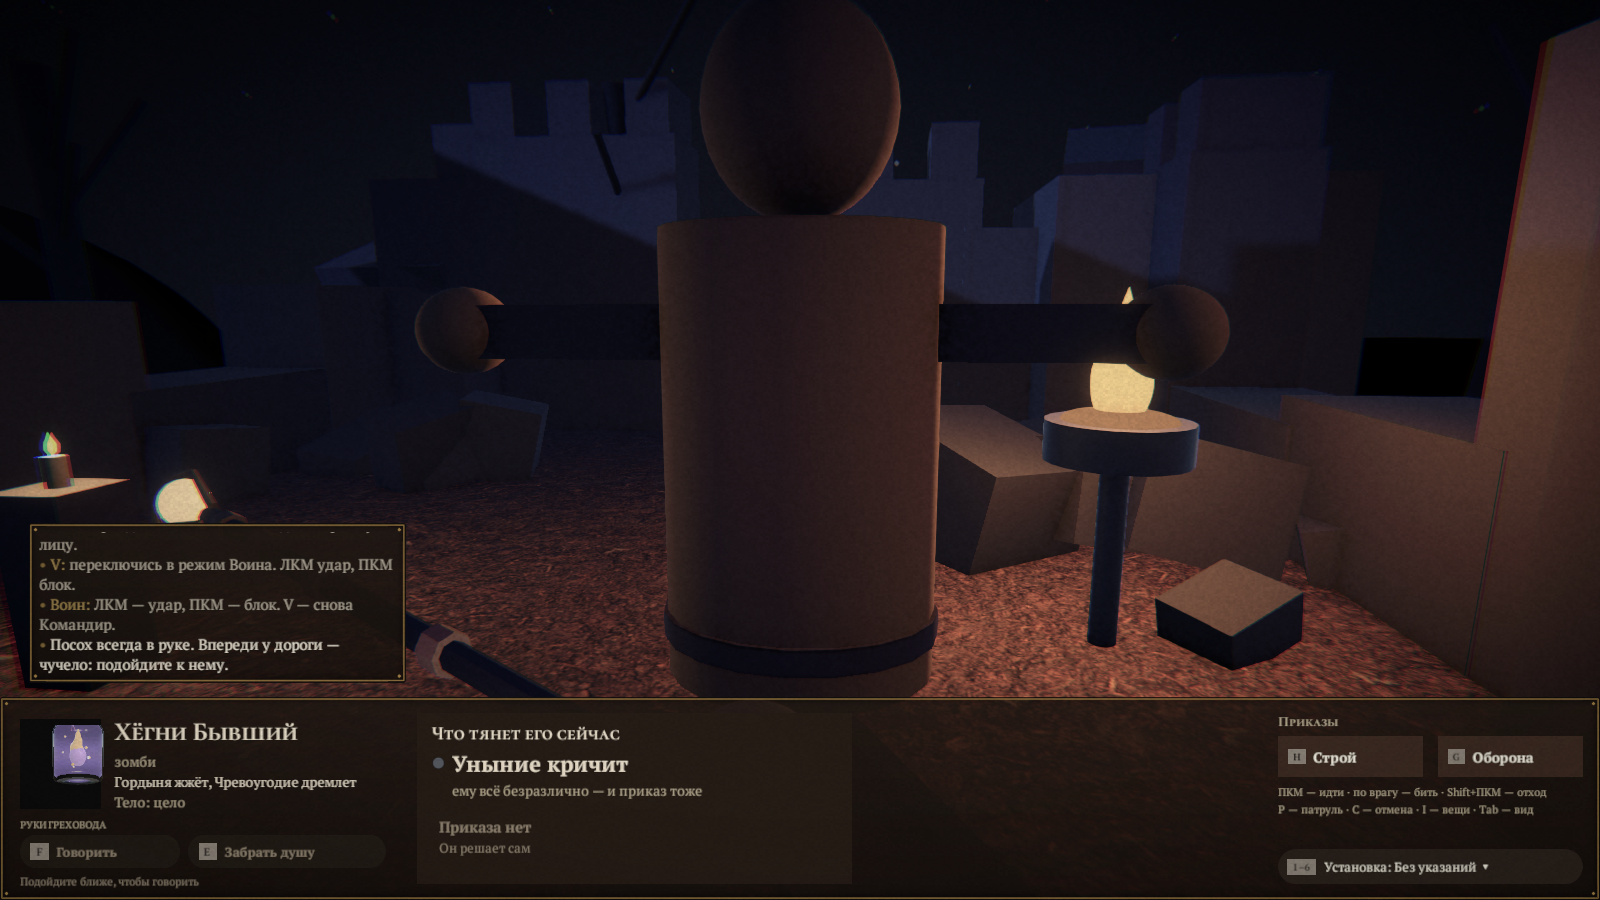 лицу.
• V: переключись в режим Воина. ЛКМ удар, ПКМ
блок.
• Воин: ЛКМ — удар, ПКМ — блок. V — снова
Командир.
• Посох всегда в руке. Впереди у дороги —
чучело: подойдите к нему.
Хёгни Бывший
зомби
Гордыня жжёт, Чревоугодие дремлет
Тело: цело
РУКИ ГРЕХОВОДА
F Говорить
E Забрать душу
Подойдите ближе, чтобы говорить
Что тянет его сейчас
Уныние кричит
ему всё безразлично — и приказ тоже
Приказа нет
Он решает сам
Приказы
H Строй
G Оборона
ПКМ — идти · по врагу — бить · Shift+ПКМ — отход
P — патруль · C — отмена · I — вещи · Tab — вид
1–6 Установка: Без указаний ▾